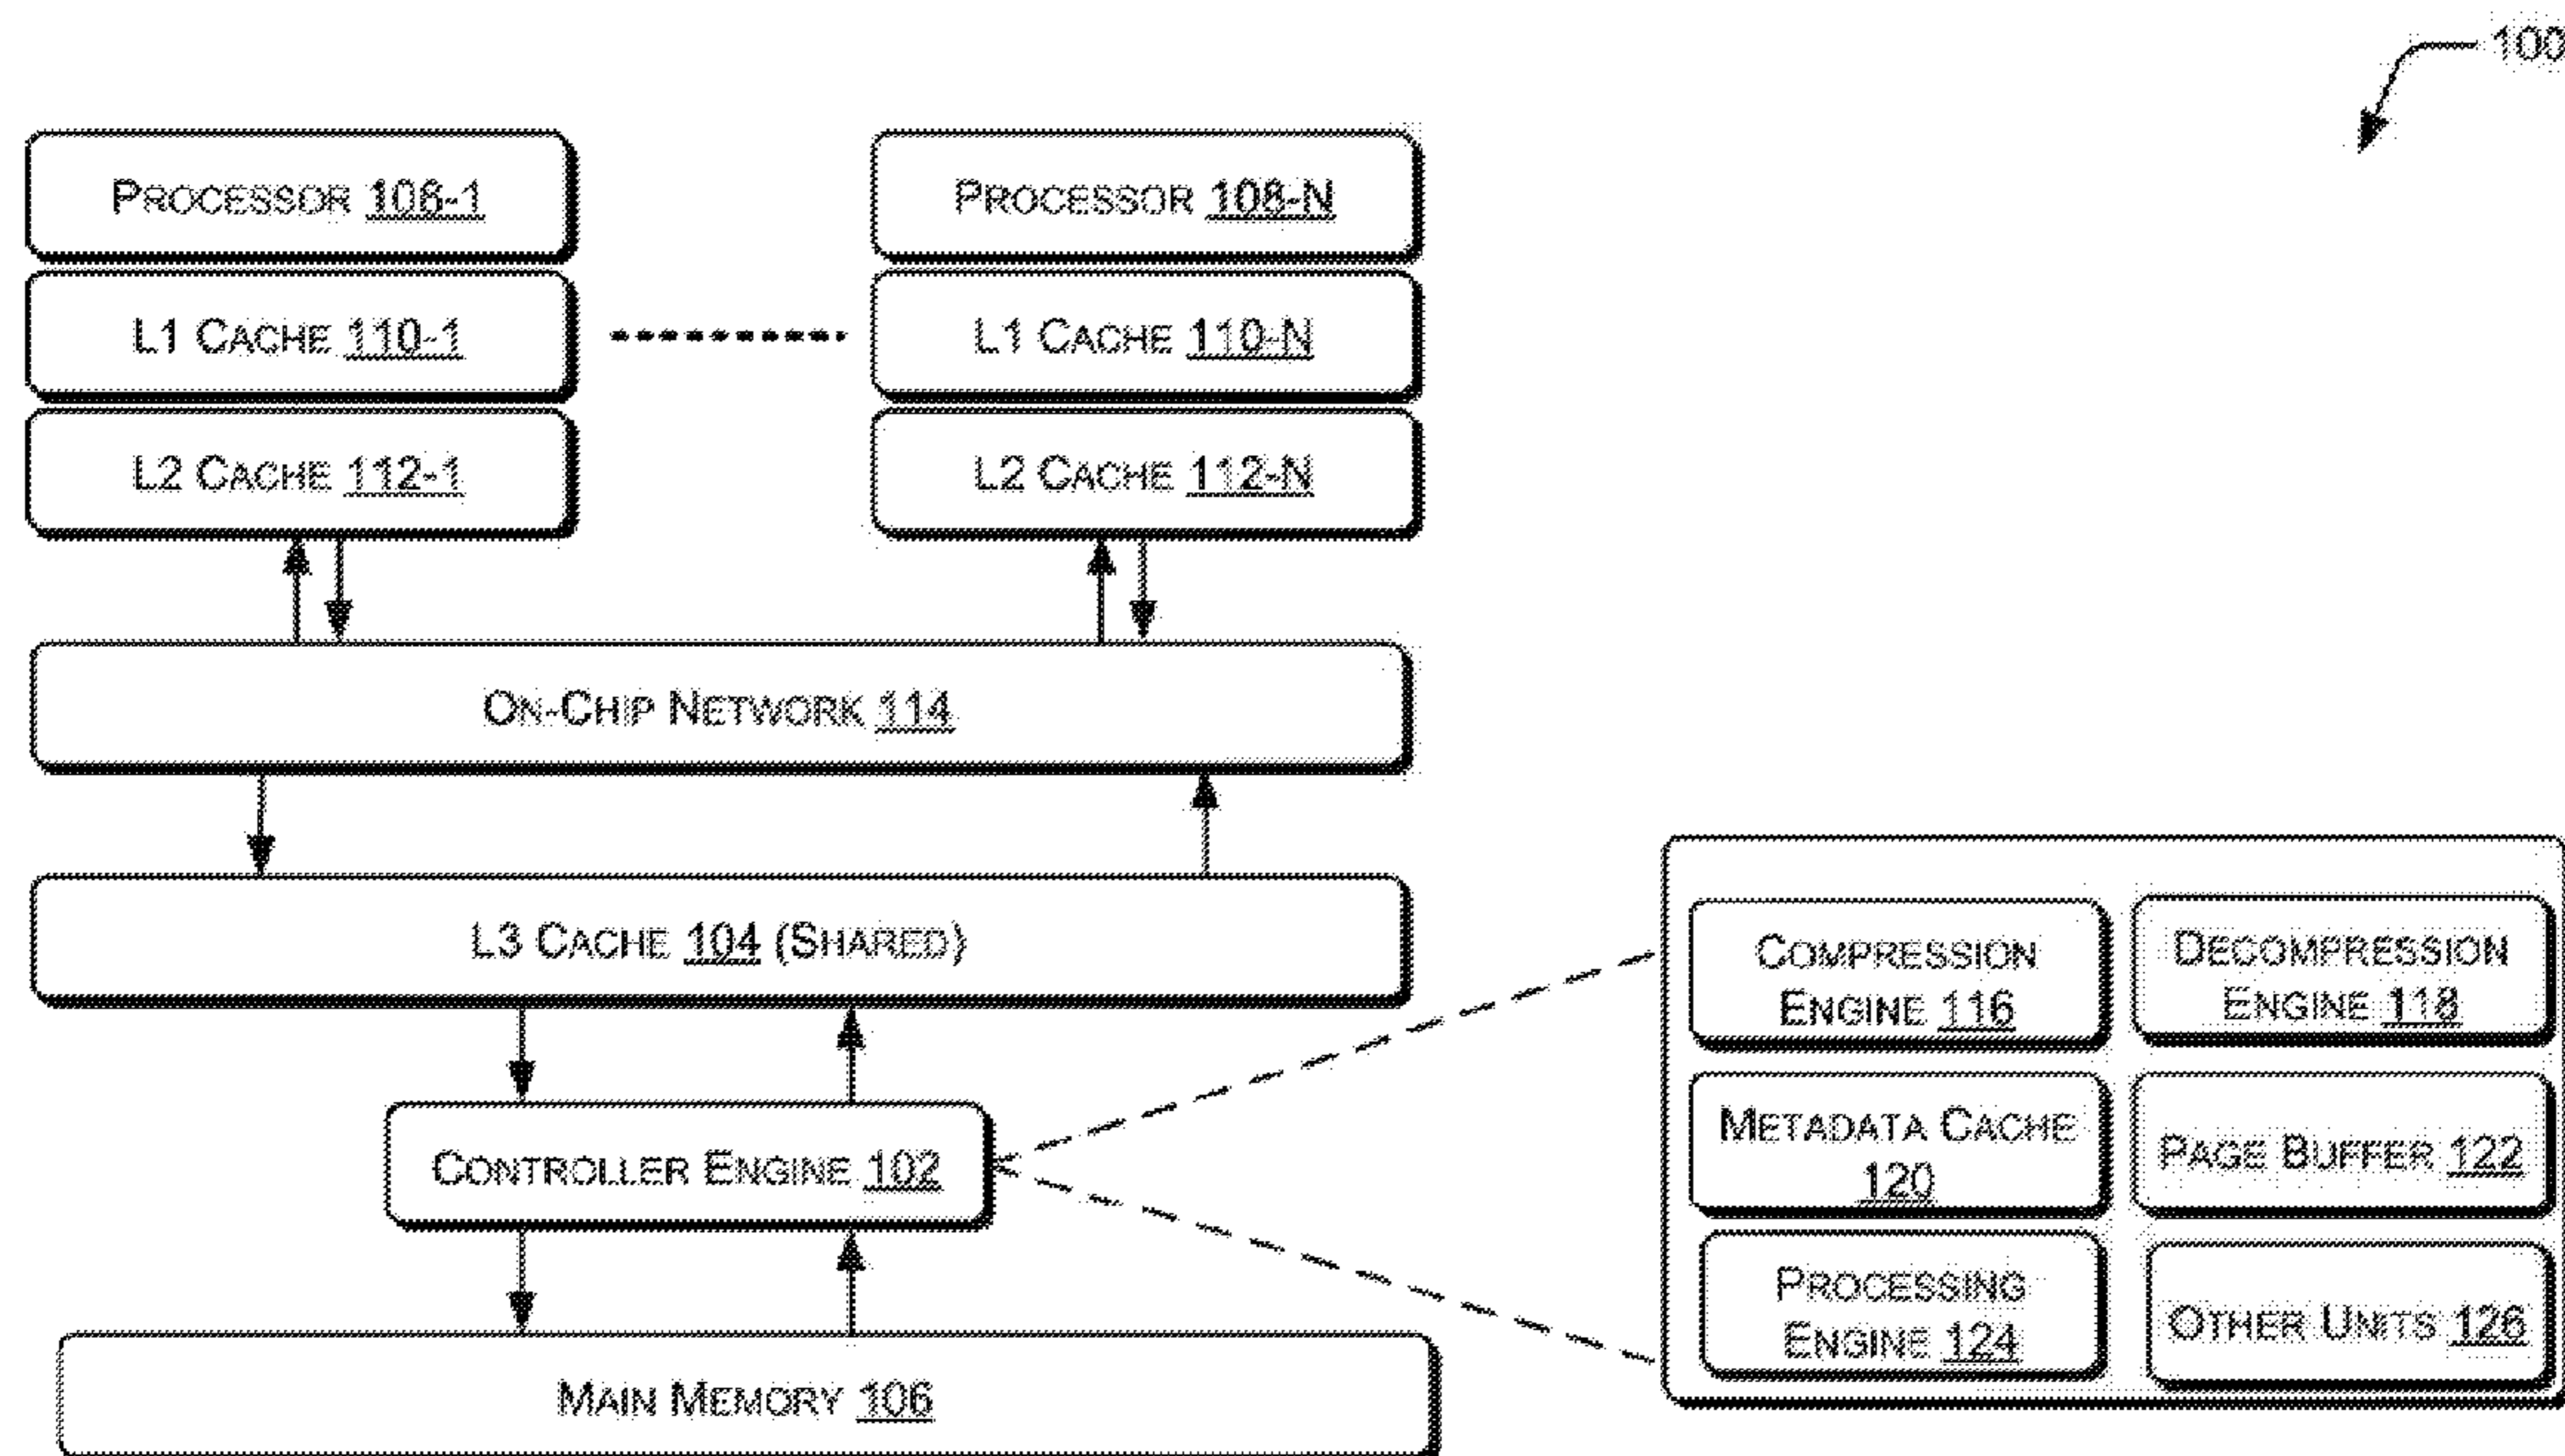 100
PROCESSOR 108-1
PROCESSOR 108-N
L1 CACHE 110-1
L1 CACHE 110-N
L2 CACHE 112-1
L2 CACHE 112-N
ON-CHIP NETWORK 114
L3 CACHE 104 (SHARED)
CONTROLLER ENGINE 102
MAIN MEMORY 106
COMPRESSION
ENGINE 116
DECOMPRESSION
ENGINE 118
METADATA CACHE
120
PAGE BUFFER 122
PROCESSING
ENGINE 124
OTHER UNITS 126